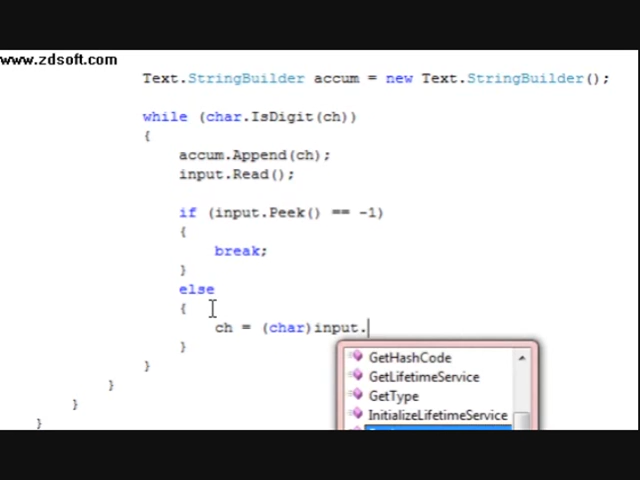 www.zdsoft.com
Text.StringBuilder accum = new Text.StringBuilder();
while (char.IsDigit(ch))
{
accum.Append(ch);
input.Read();
if (input.Peek() == -1)
{
break;
}
else
{
ch = (char)input.
}
}
}
}
}
GetHashCode
GetLifetimeService
GetType
InitializeLifetimeService